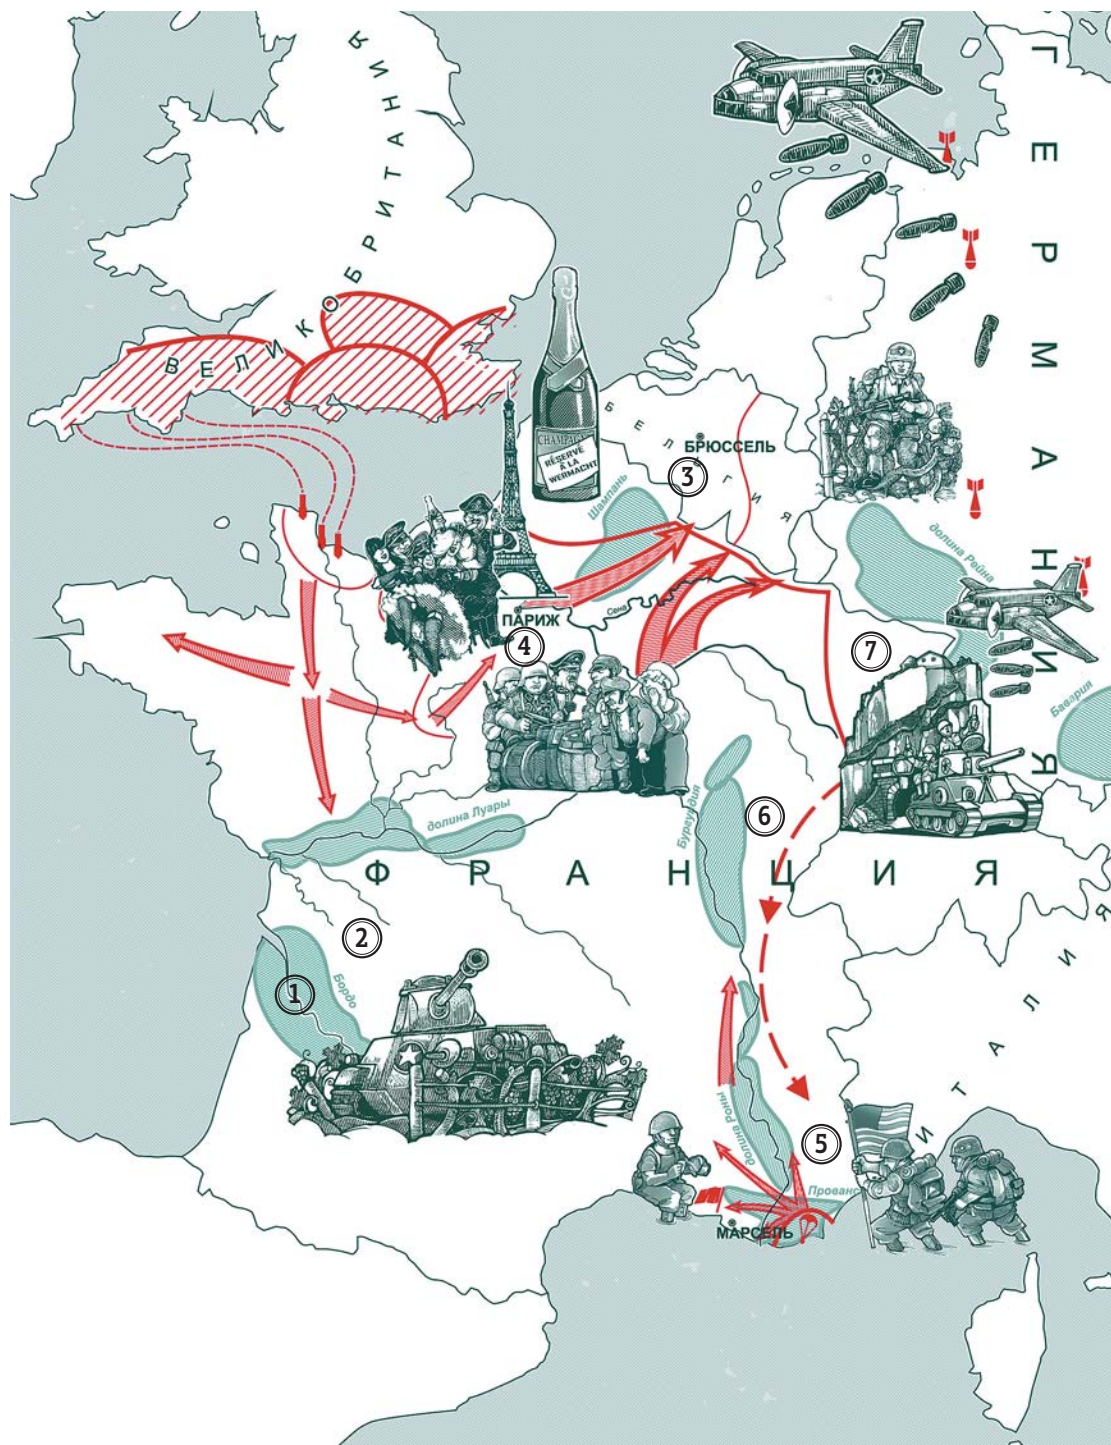 ВЕЛИКОБРИТАНИЯ
ГЕРМАНИЯ
CHAMPAGN
RÉSERVÉ
À LA
WERMACHT
БЕЛЬГИЯ
БРЮССЕЛЬ
3
Шампань
долина Рейна
Сена
ПАРИЖ
4
7
Бавария
долина Луары
Бургундия
6
ФРАНЦИЯ
2
1
Бордо
ИТАЛИЯ
долина Роны
5
Прованс
МАРСЕЛЬ